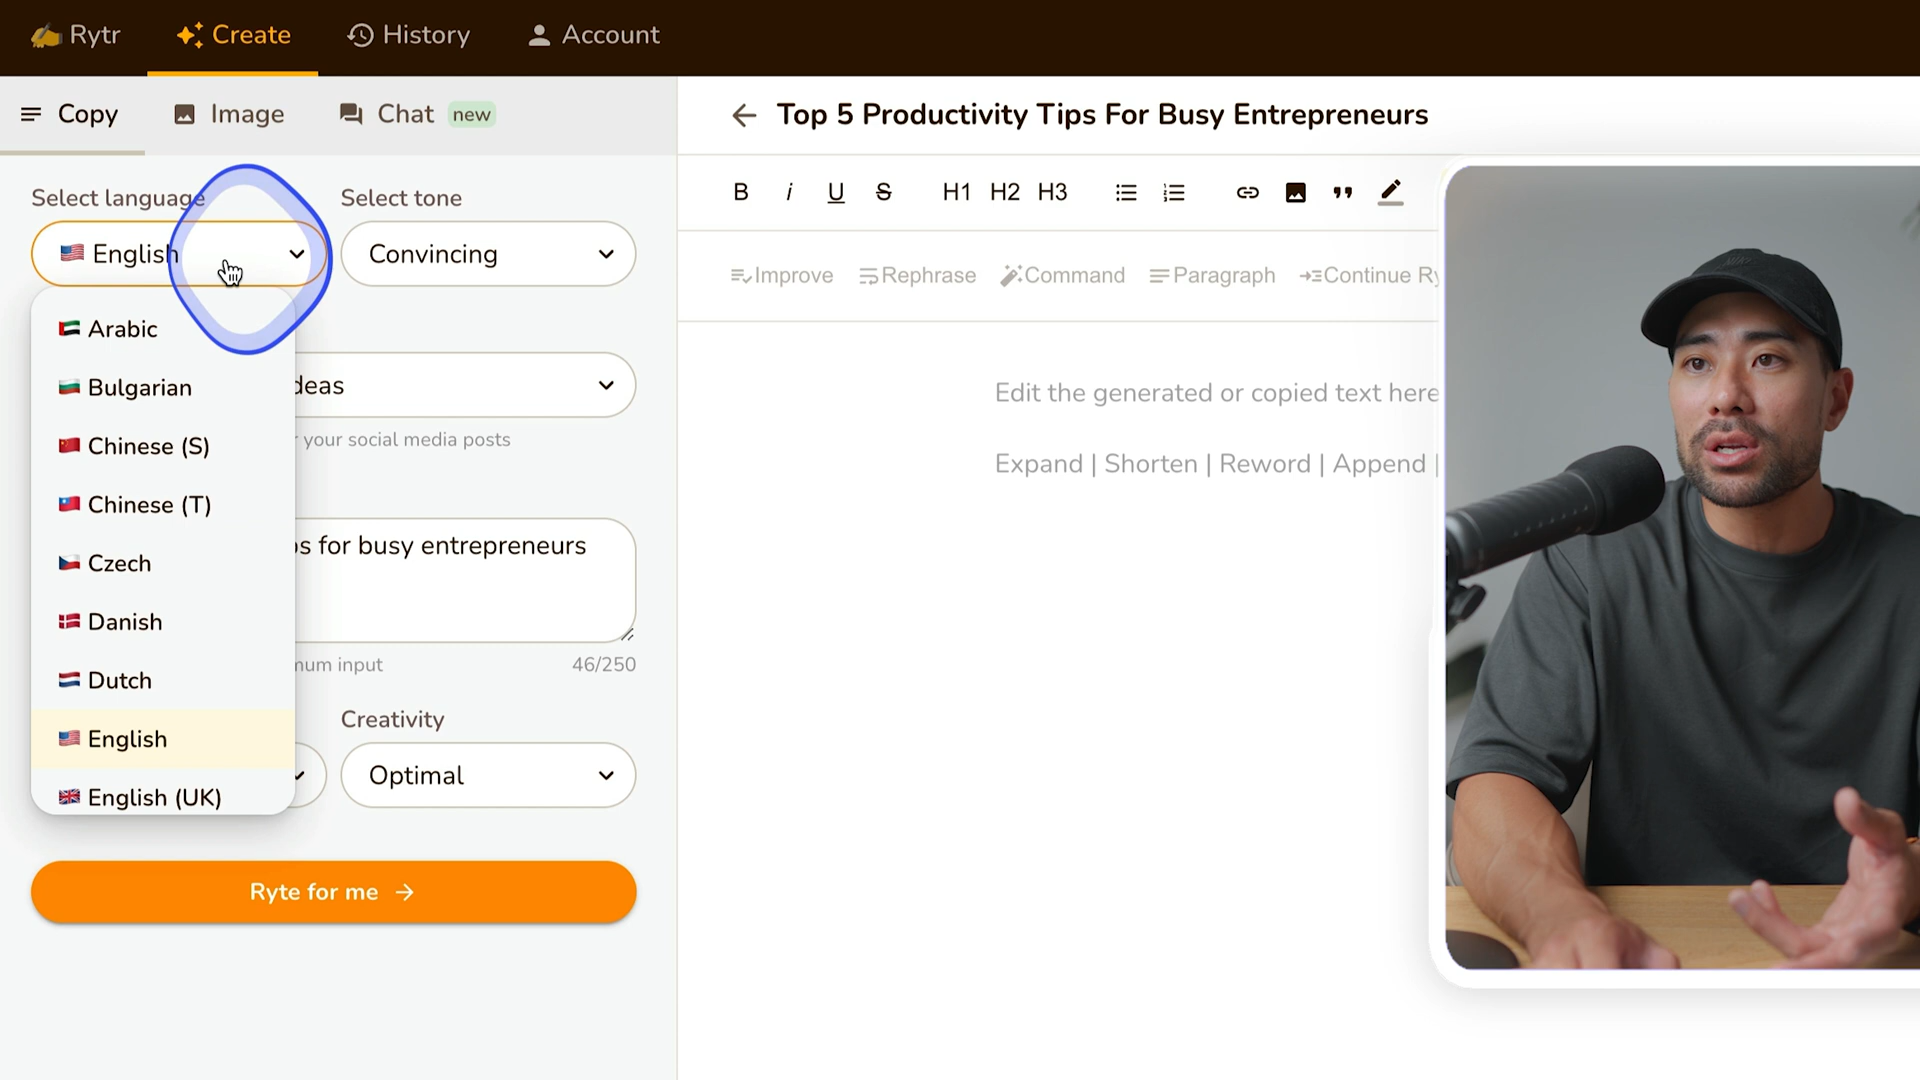 Rytr
Create
History
Account
Copy
Image
Chat new
Top 5 Productivity Tips For Busy Entrepreneurs
Select language
Select tone
English
Convincing
B i U S H1 H2 H3
Improve
Rephrase
Command
Paragraph
Continue Ry
Arabic
Bulgarian
Chinese (S)
Chinese (T)
Czech
Danish
Dutch
English
English (UK)
deas
your social media posts
s for busy entrepreneurs
mum input
46/250
Creativity
Optimal
Ryte for me
Edit the generated or copied text here
Expand | Shorten | Reword | Append |